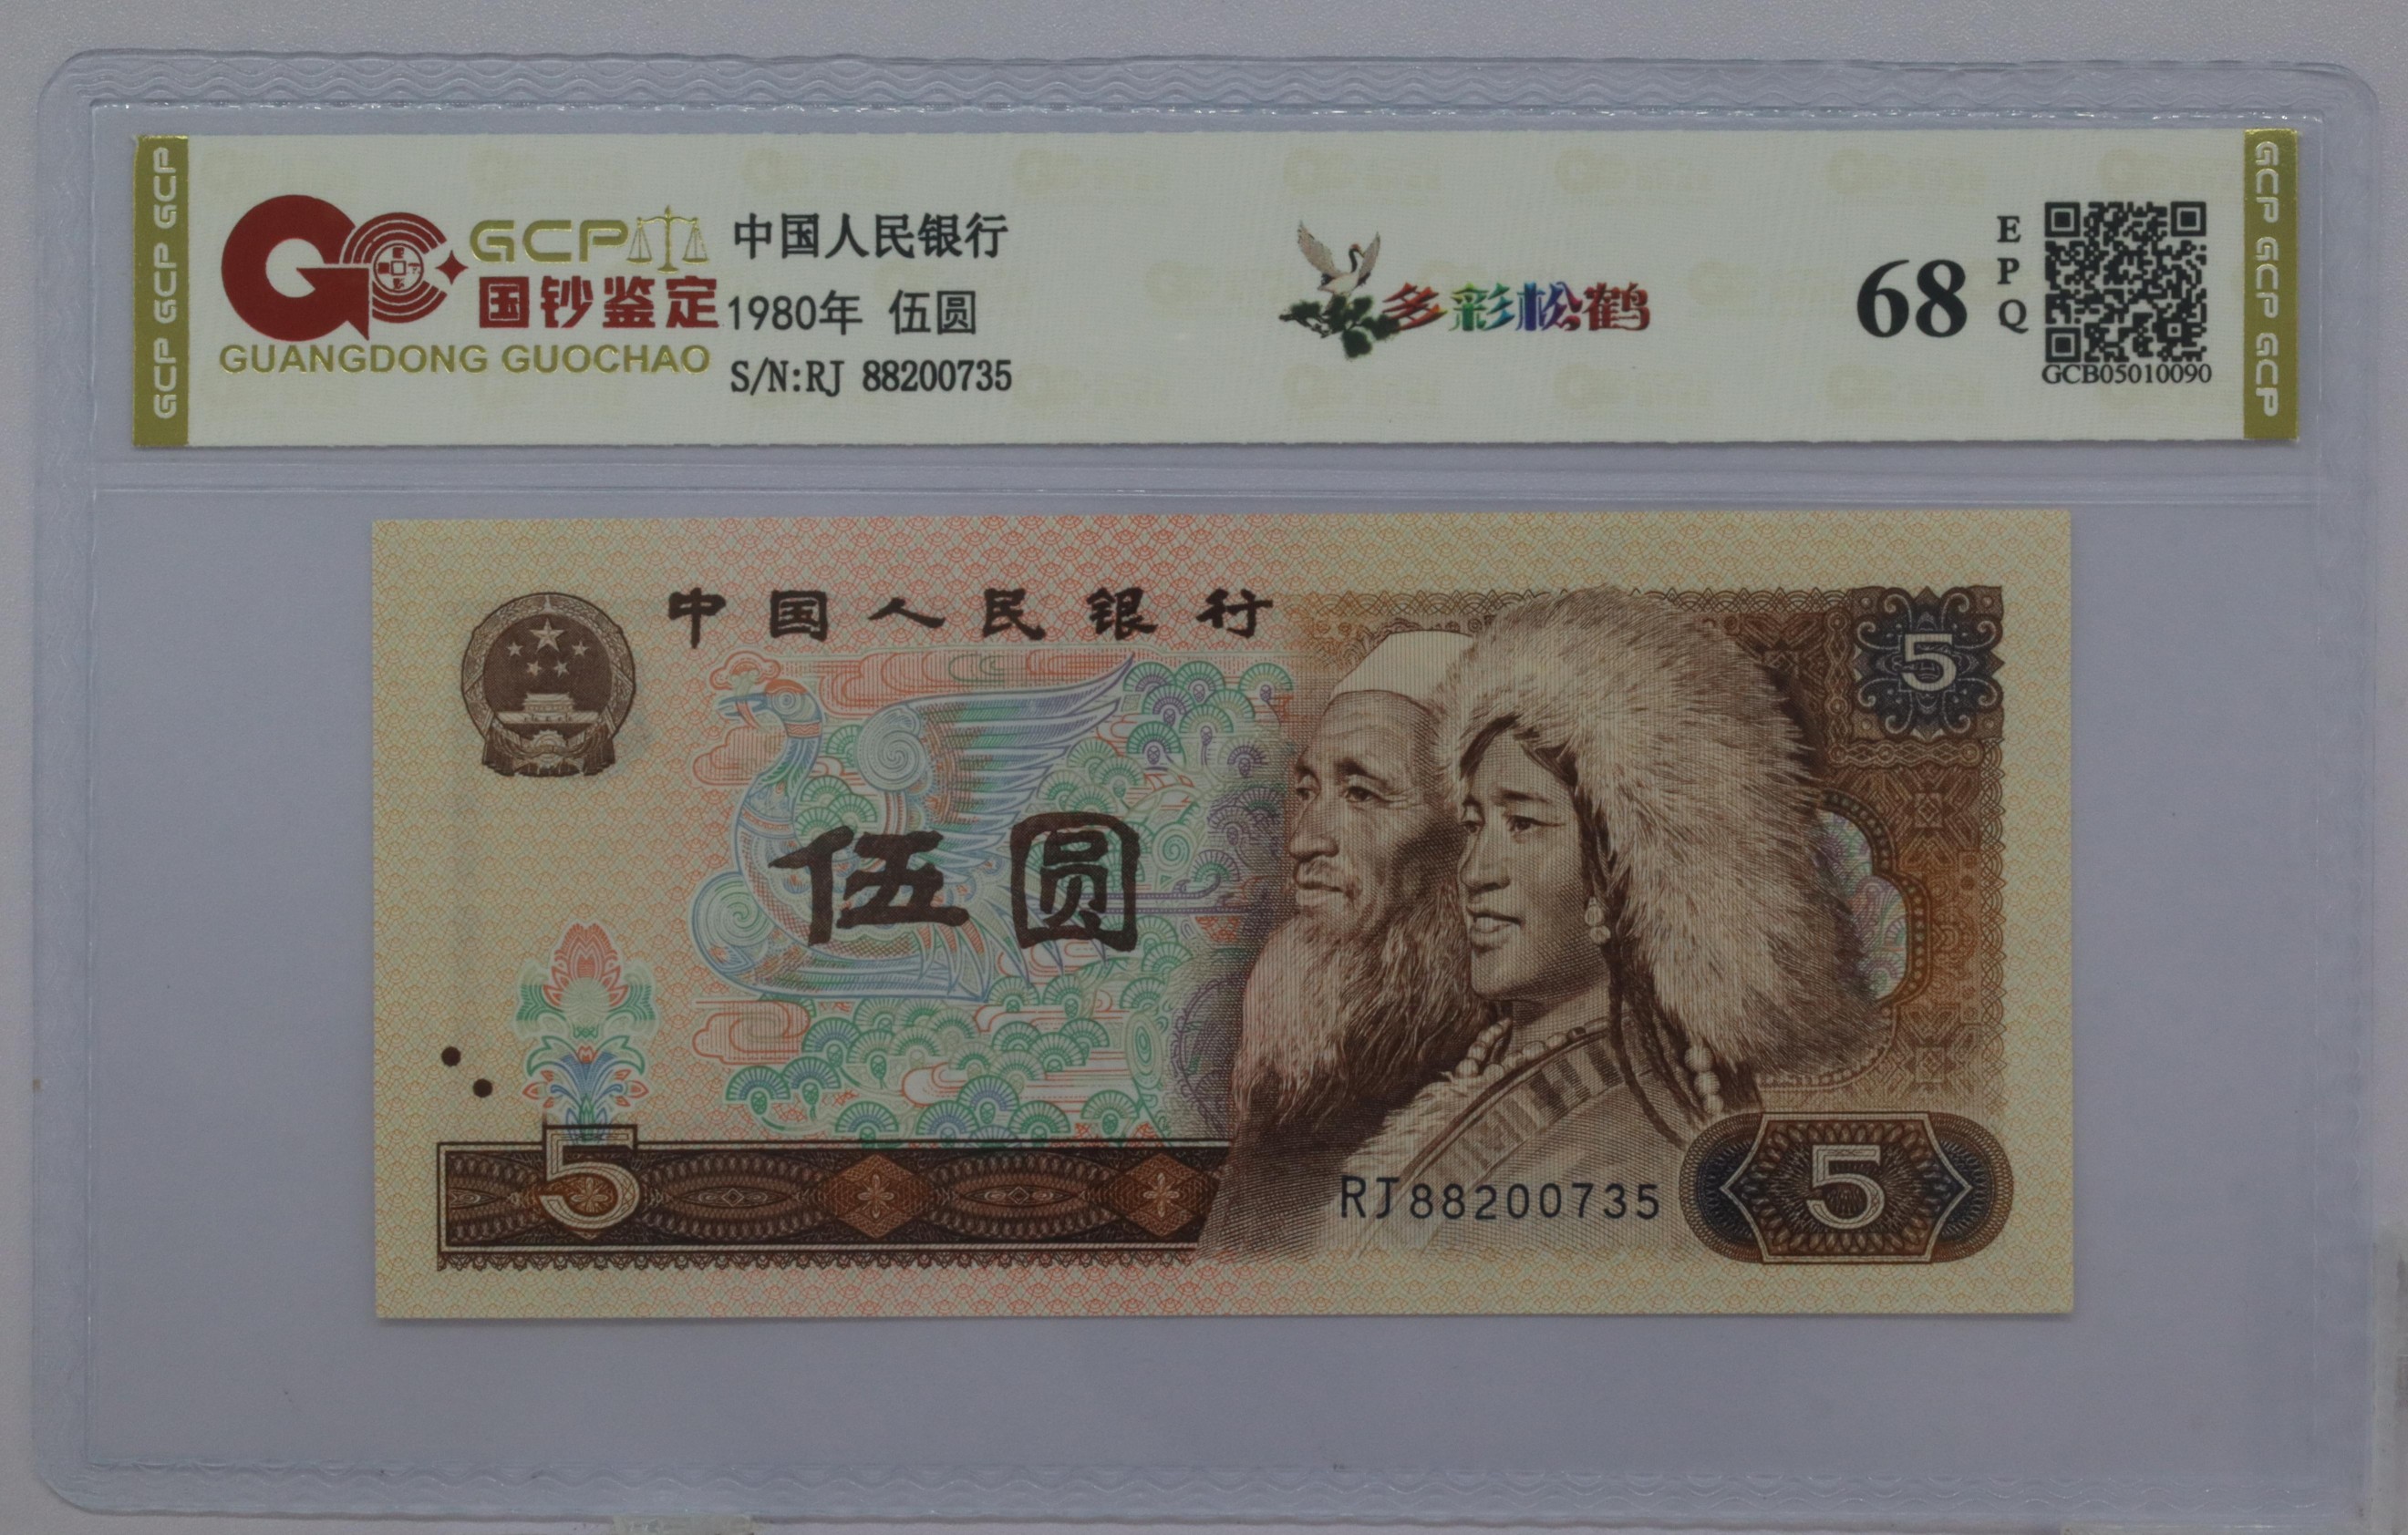 GCP GCP GCP
GCP
国钞鉴定
GUANGDONG GUOCHAO
中国人民银行
1980年 伍圆
S/N:RJ 88200735
多彩松鹤
68
EPQ
GCB05010090
GCP GCP GCP
中国人民银行
5
伍圆
5
RJ88200735
5